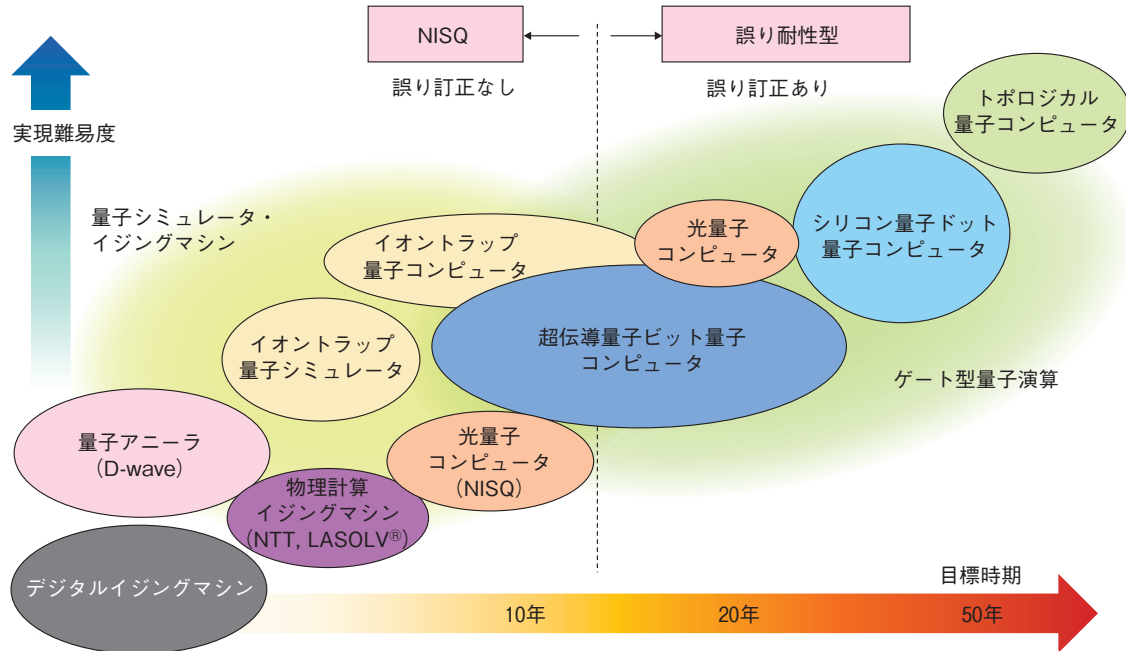 NISQ
誤り耐性型
誤り訂正なし
誤り訂正あり
トポロジカル
量子コンピュータ
実現難易度
量子シミュレータ・
イジングマシン
イオントラップ
量子コンピュータ
光量子
コンピュータ
シリコン量子ドット
量子コンピュータ
イオントラップ
量子シミュレータ
超伝導量子ビット量子
コンピュータ
ゲート型量子演算
量子アニーラ
(D-wave)
光量子
コンピュータ
(NISQ)
物理計算
イジングマシン
(NTT, LASOLV®)
デジタルイジングマシン
目標時期
10年
20年
50年